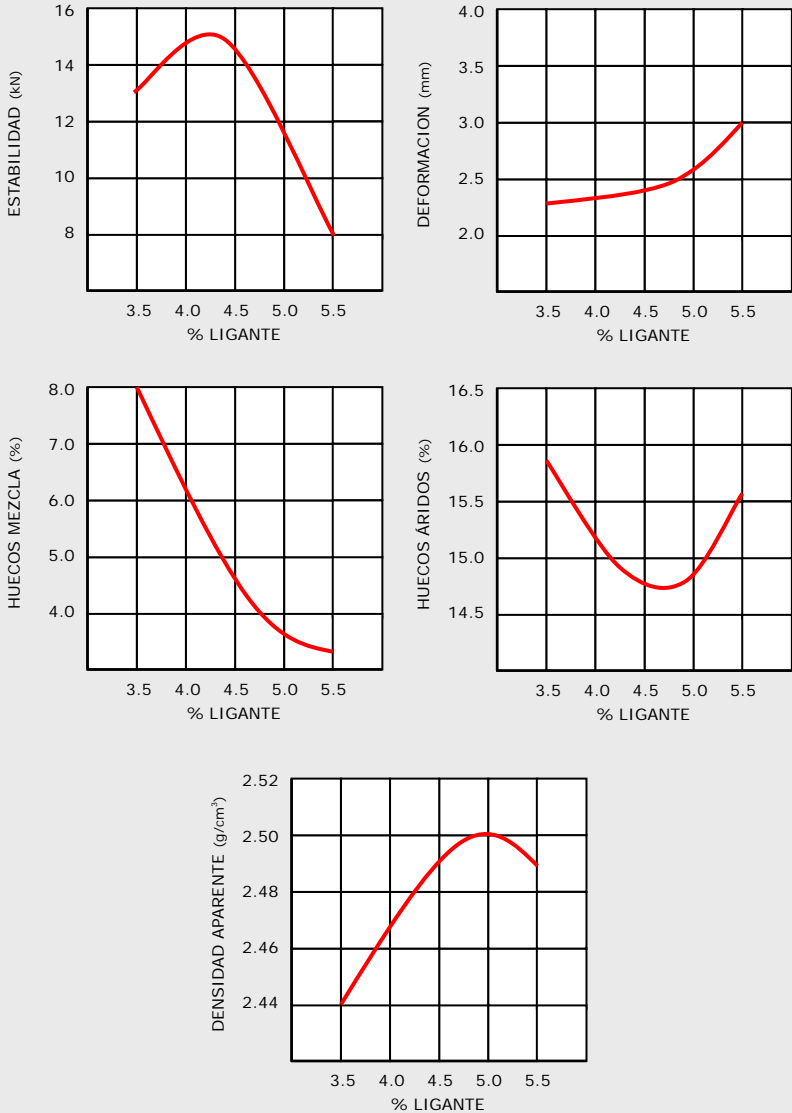 ESTABILIDAD (kN)
16
14
12
10
8
3.5 4.0 4.5 5.0 5.5
% LIGANTE
DEFORMACION (mm)
4.0
3.5
3.0
2.5
2.0
3.5 4.0 4.5 5.0 5.5
% LIGANTE
HUECOS MEZCLA (%)
8.0
7.0
6.0
5.0
4.0
3.5 4.0 4.5 5.0 5.5
% LIGANTE
HUECOS ÁRIDOS (%)
16.5
16.0
15.5
15.0
14.5
3.5 4.0 4.5 5.0 5.5
% LIGANTE
DENSIDAD APARENTE (g/cm³)
2.52
2.50
2.48
2.46
2.44
3.5 4.0 4.5 5.0 5.5
% LIGANTE